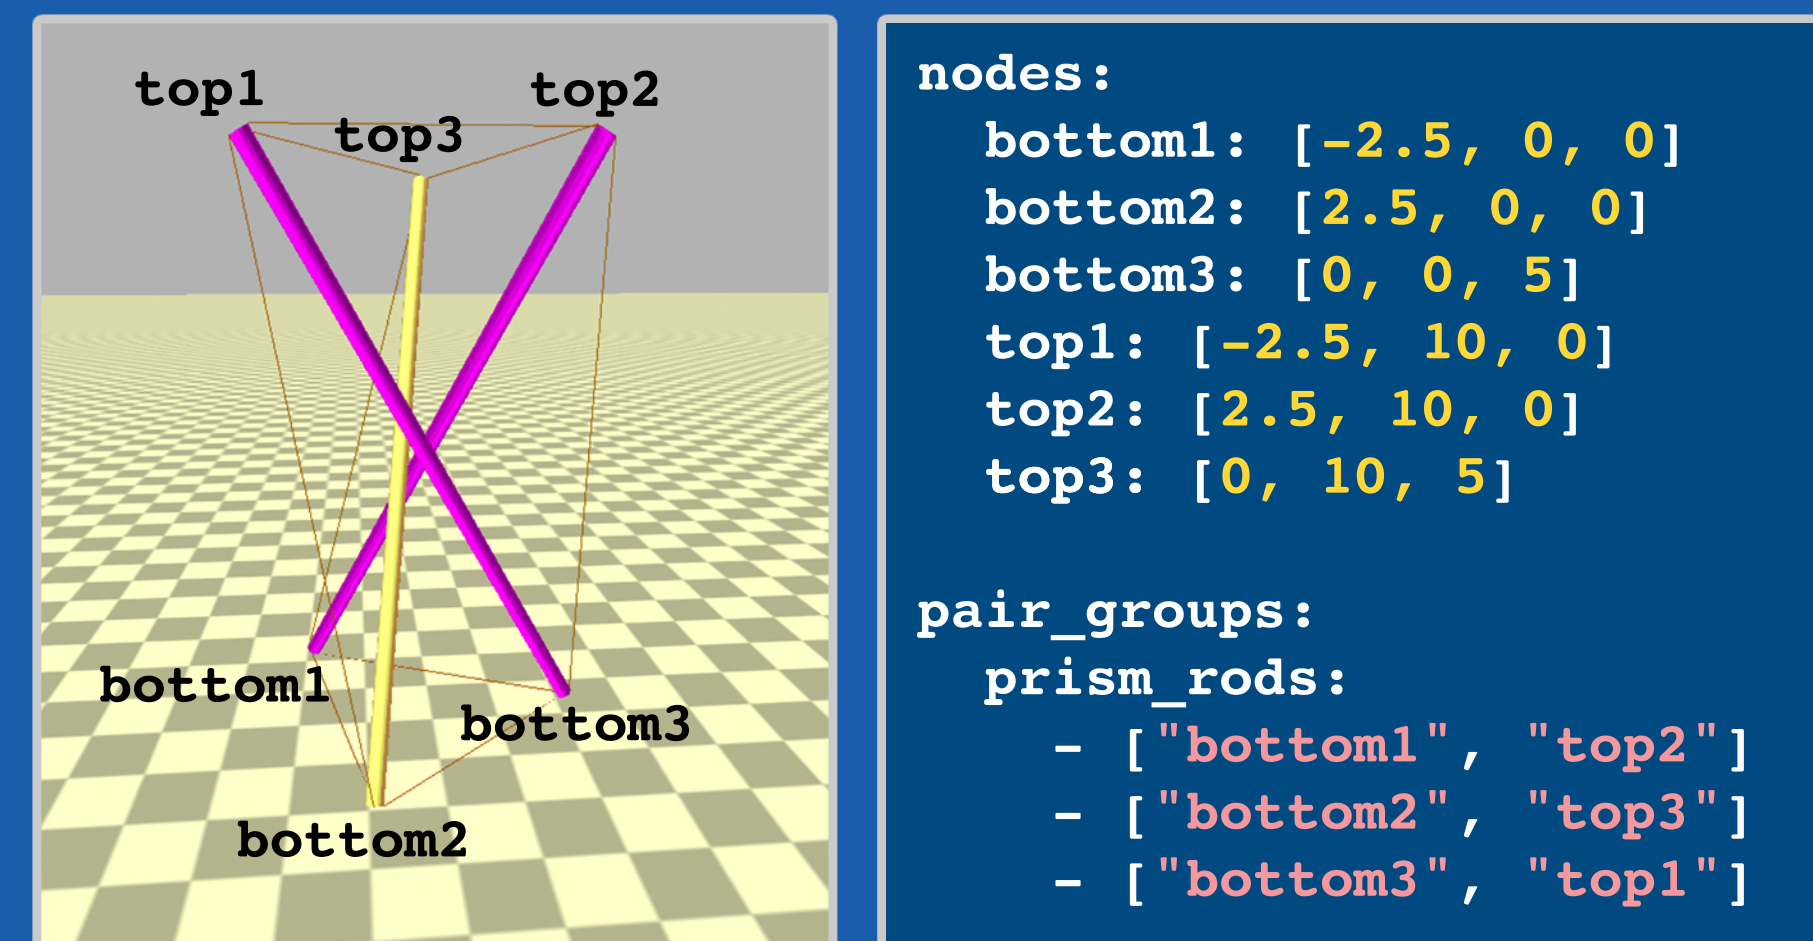 top1
top2
top3
bottom1
bottom3
bottom2
nodes:
bottom1: [-2.5, 0, 0]
bottom2: [2.5, 0, 0]
bottom3: [0, 0, 5]
top1: [-2.5, 10, 0]
top2: [2.5, 10, 0]
top3: [0, 10, 5]
pair_groups:
prism_rods:
- ["bottom1", "top2"]
- ["bottom2", "top3"]
- ["bottom3", "top1"]